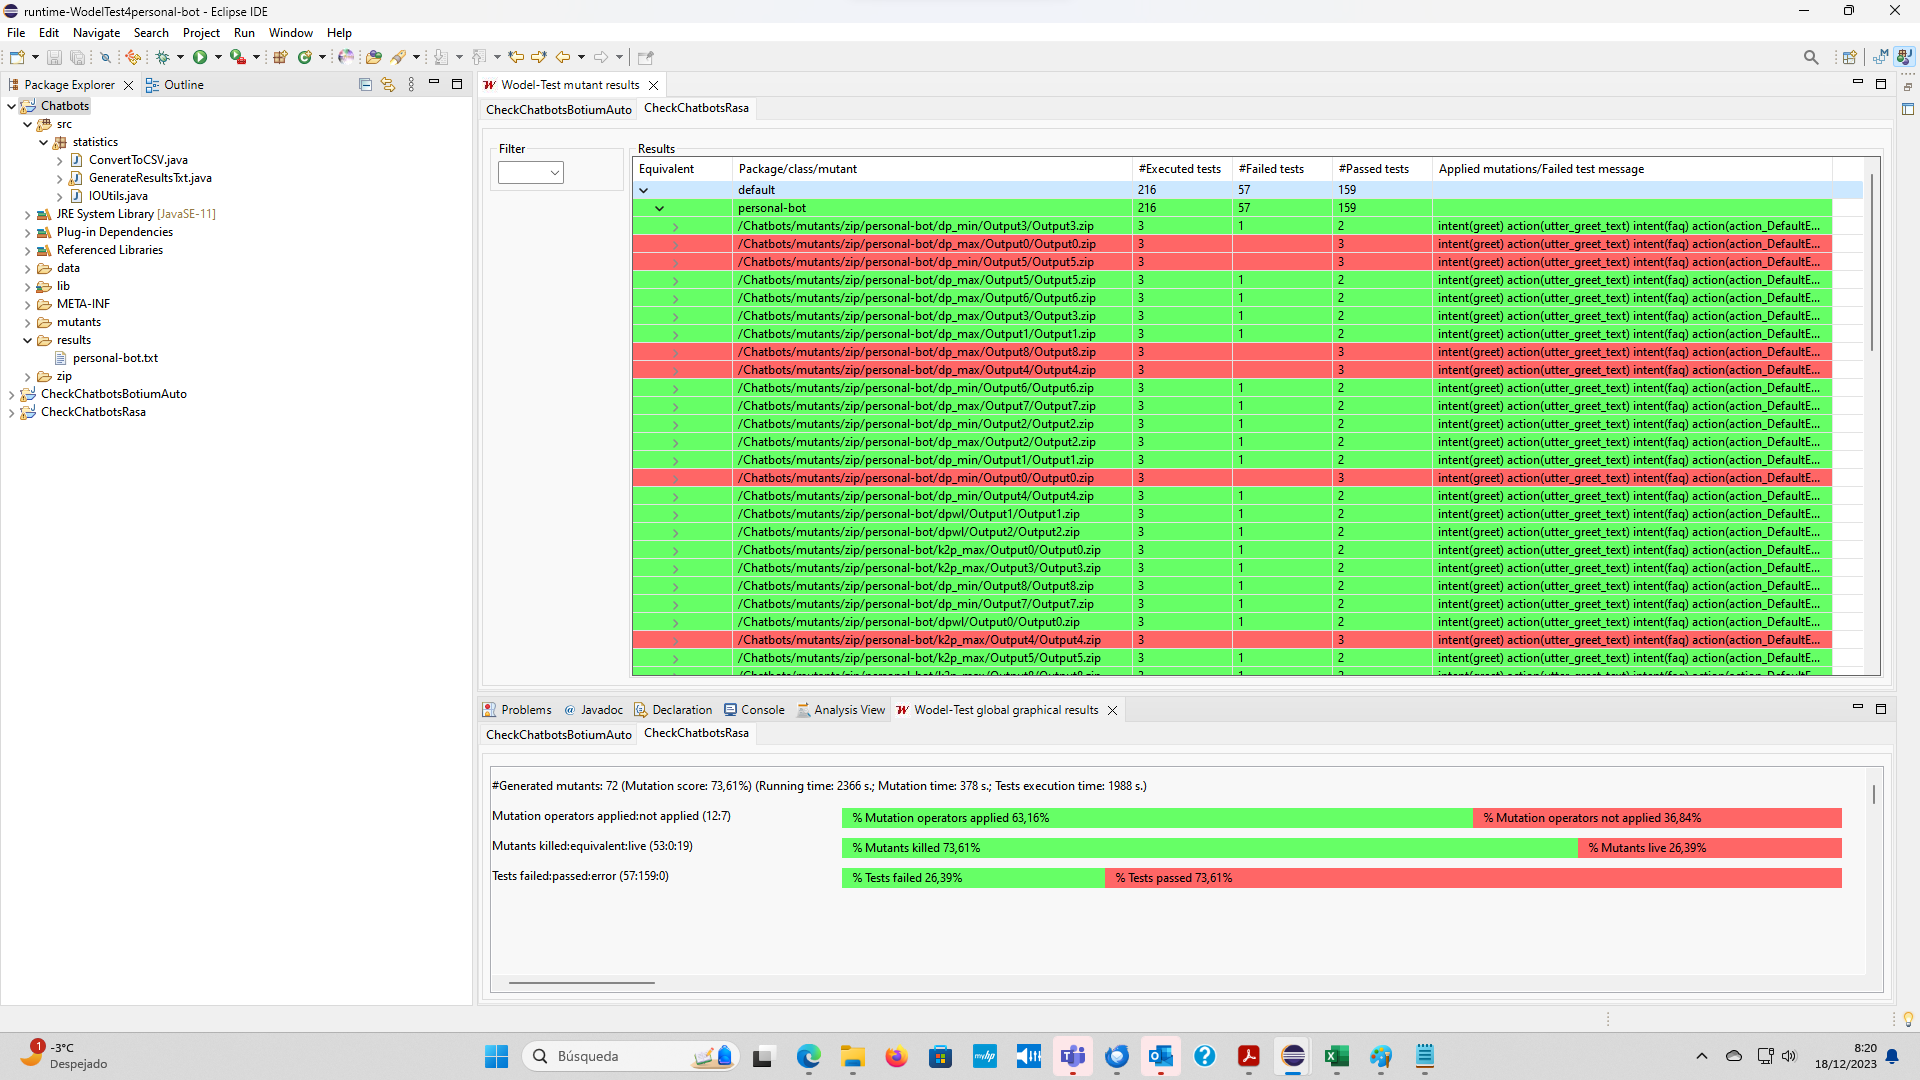 runtime-WodelTest4personal-bot - Eclipse IDE
File Edit Navigate Search Project Run Window Help
Package Explorer
Outline
Chatbots
src
statistics
ConvertToCSV.java
GenerateResultsTxt.java
IOUtils.java
JRE System Library [JavaSE-11]
Plug-in Dependencies
Referenced Libraries
data
lib
META-INF
mutants
results
personal-bot.txt
zip
CheckChatbotsBotiumAuto
CheckChatbotsRasa
Wodel-Test mutant results
CheckChatbotsBotiumAuto CheckChatbotsRasa
Filter
Results
Equivalent Package/class/mutant #Executed tests #Failed tests #Passed tests Applied mutations/Failed test message
default 216 57 159
personal-bot 216 57 159
/Chatbots/mutants/zip/personal-bot/dp_min/Output3/Output3.zip 3 1 2 intent(greet) action(utter_greet_text) intent(faq) action(action_DefaultE...
/Chatbots/mutants/zip/personal-bot/dp_max/Output0/Output0.zip 3 3 intent(greet) action(utter_greet_text) intent(faq) action(action_DefaultE...
/Chatbots/mutants/zip/personal-bot/dp_min/Output5/Output5.zip 3 3 intent(greet) action(utter_greet_text) intent(faq) action(action_DefaultE...
/Chatbots/mutants/zip/personal-bot/dp_max/Output5/Output5.zip 3 1 2 intent(greet) action(utter_greet_text) intent(faq) action(action_DefaultE...
/Chatbots/mutants/zip/personal-bot/dp_max/Output6/Output6.zip 3 1 2 intent(greet) action(utter_greet_text) intent(faq) action(action_DefaultE...
/Chatbots/mutants/zip/personal-bot/dp_max/Output3/Output3.zip 3 1 2 intent(greet) action(utter_greet_text) intent(faq) action(action_DefaultE...
/Chatbots/mutants/zip/personal-bot/dp_max/Output1/Output1.zip 3 1 2 intent(greet) action(utter_greet_text) intent(faq) action(action_DefaultE...
/Chatbots/mutants/zip/personal-bot/dp_max/Output8/Output8.zip 3 3 intent(greet) action(utter_greet_text) intent(faq) action(action_DefaultE...
/Chatbots/mutants/zip/personal-bot/dp_max/Output4/Output4.zip 3 3 intent(greet) action(utter_greet_text) intent(faq) action(action_DefaultE...
/Chatbots/mutants/zip/personal-bot/dp_min/Output6/Output6.zip 3 1 2 intent(greet) action(utter_greet_text) intent(faq) action(action_DefaultE...
/Chatbots/mutants/zip/personal-bot/dp_max/Output7/Output7.zip 3 1 2 intent(greet) action(utter_greet_text) intent(faq) action(action_DefaultE...
/Chatbots/mutants/zip/personal-bot/dp_min/Output2/Output2.zip 3 1 2 intent(greet) action(utter_greet_text) intent(faq) action(action_DefaultE...
/Chatbots/mutants/zip/personal-bot/dp_max/Output2/Output2.zip 3 1 2 intent(greet) action(utter_greet_text) intent(faq) action(action_DefaultE...
/Chatbots/mutants/zip/personal-bot/dp_min/Output1/Output1.zip 3 1 2 intent(greet) action(utter_greet_text) intent(faq) action(action_DefaultE...
/Chatbots/mutants/zip/personal-bot/dp_min/Output0/Output0.zip 3 3 intent(greet) action(utter_greet_text) intent(faq) action(action_DefaultE...
/Chatbots/mutants/zip/personal-bot/dp_min/Output4/Output4.zip 3 1 2 intent(greet) action(utter_greet_text) intent(faq) action(action_DefaultE...
/Chatbots/mutants/zip/personal-bot/dpwl/Output1/Output1.zip 3 1 2 intent(greet) action(utter_greet_text) intent(faq) action(action_DefaultE...
/Chatbots/mutants/zip/personal-bot/dpwl/Output2/Output2.zip 3 1 2 intent(greet) action(utter_greet_text) intent(faq) action(action_DefaultE...
/Chatbots/mutants/zip/personal-bot/k2p_max/Output0/Output0.zip 3 1 2 intent(greet) action(utter_greet_text) intent(faq) action(action_DefaultE...
/Chatbots/mutants/zip/personal-bot/k2p_max/Output3/Output3.zip 3 1 2 intent(greet) action(utter_greet_text) intent(faq) action(action_DefaultE...
/Chatbots/mutants/zip/personal-bot/dp_min/Output8/Output8.zip 3 1 2 intent(greet) action(utter_greet_text) intent(faq) action(action_DefaultE...
/Chatbots/mutants/zip/personal-bot/dp_min/Output7/Output7.zip 3 1 2 intent(greet) action(utter_greet_text) intent(faq) action(action_DefaultE...
/Chatbots/mutants/zip/personal-bot/dpwl/Output0/Output0.zip 3 1 2 intent(greet) action(utter_greet_text) intent(faq) action(action_DefaultE...
/Chatbots/mutants/zip/personal-bot/k2p_max/Output4/Output4.zip 3 3 intent(greet) action(utter_greet_text) intent(faq) action(action_DefaultE...
/Chatbots/mutants/zip/personal-bot/k2p_max/Output5/Output5.zip 3 1 2 intent(greet) action(utter_greet_text) intent(faq) action(action_DefaultE...
Problems @ Javadoc Declaration Console Analysis View Wodel-Test global graphical results
CheckChatbotsBotiumAuto CheckChatbotsRasa
#Generated mutants: 72 (Mutation score: 73,61%) (Running time: 2366 s.; Mutation time: 378 s.; Tests execution time: 1988 s.)
Mutation operators applied:not applied (12:7) % Mutation operators applied 63,16% % Mutation operators not applied 36,84%
Mutants killed:equivalent:live (53:0:19) % Mutants killed 73,61% % Mutants live 26,39%
Tests failed:passed:error (57:159:0) % Tests failed 26,39% % Tests passed 73,61%
1
-3°C
Despejado
Búsqueda
myhp
8:20
18/12/2023